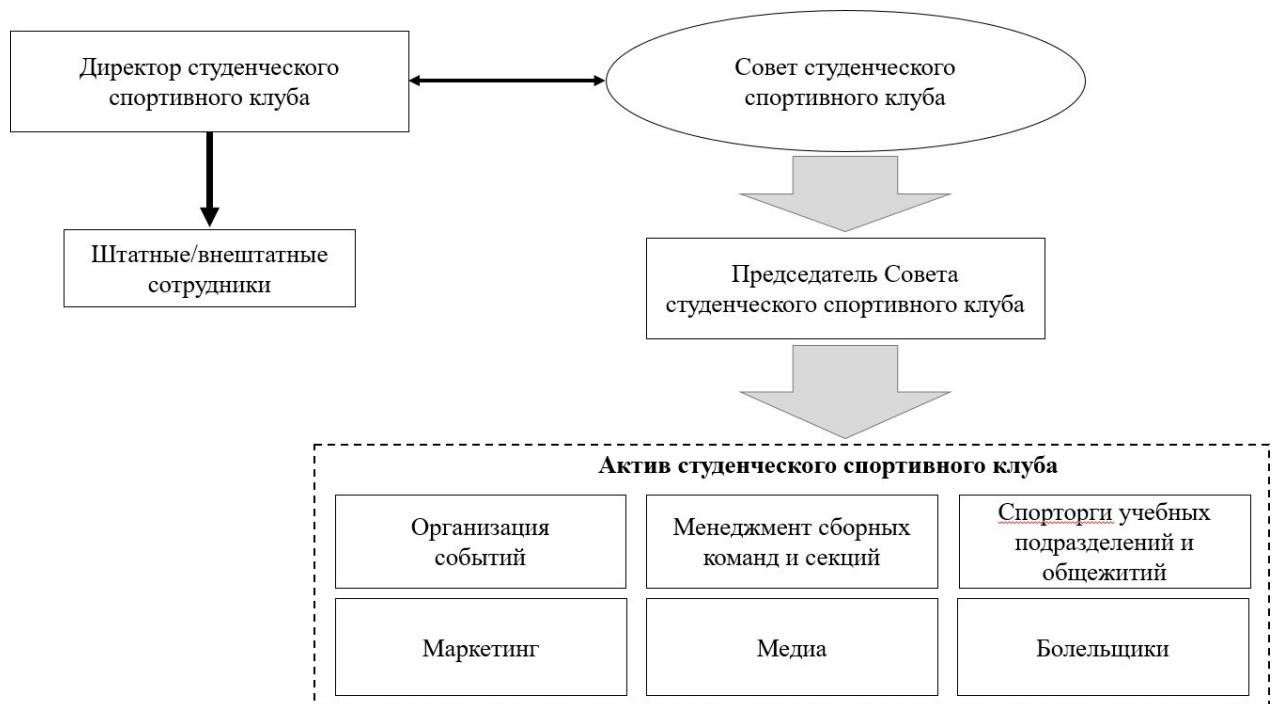 Директор студенческого
спортивного клуба
Совет студенческого
спортивного клуба
Штатные/внештатные
сотрудники
Председатель Совета
студенческого спортивного клуба
Актив студенческого спортивного клуба
Организация
событий
Менеджмент сборных
команд и секций
Спорторги учебных
подразделений и
общежитий
Маркетинг
Медиа
Болельщики